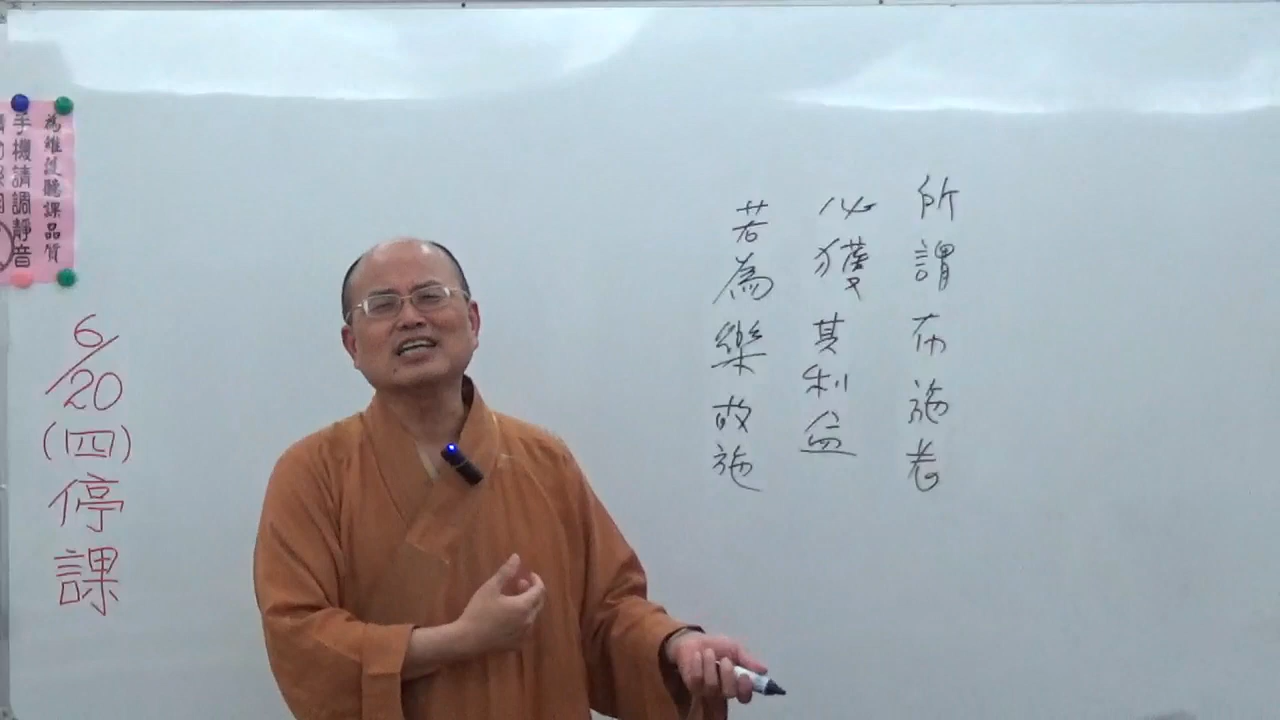 所謂布施者
必獲其利益
若為樂故施
為維護聽課品質
手機請調靜音
6/20
(四)
停課